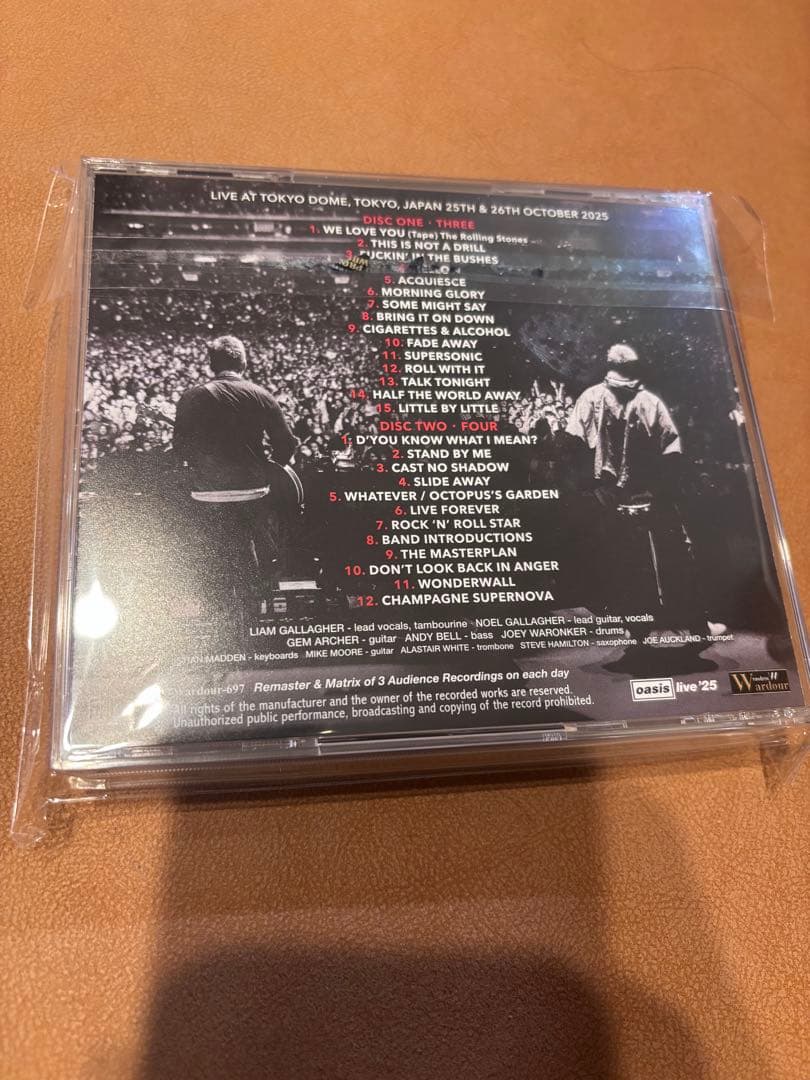 LIVE AT TOKYO DOME, TOKYO, JAPAN 25TH & 26TH OCTOBER 2025
DISC ONE · THREE
1. WE LOVE YOU (Tape) The Rolling Stones
2. THIS IS NOT A DRILL
3. FUCKIN' IN THE BUSHES
5. ACQUIESCE
6. MORNING GLORY
7. SOME MIGHT SAY
8. BRING IT ON DOWN
9. CIGARETTES & ALCOHOL
10. FADE AWAY
11. SUPERSONIC
12. ROLL WITH IT
13. TALK TONIGHT
14. HALF THE WORLD AWAY
15. LITTLE BY LITTLE
DISC TWO · FOUR
1. D'YOU KNOW WHAT I MEAN?
2. STAND BY ME
3. CAST NO SHADOW
4. SLIDE AWAY
5. WHATEVER / OCTOPUS'S GARDEN
6. LIVE FOREVER
7. ROCK 'N' ROLL STAR
8. BAND INTRODUCTIONS
9. THE MASTERPLAN
10. DON'T LOOK BACK IN ANGER
11. WONDERWALL
12. CHAMPAGNE SUPERNOVA
LIAM GALLAGHER - lead vocals, tambourine NOEL GALLAGHER - lead guitar, vocals
GEM ARCHER - guitar ANDY BELL - bass JOEY WARONKER - drums
MADDEN - keyboards MIKE MOORE - guitar ALASTAIR WHITE - trombone STEVE HAMILTON - saxophone JOE AUCKLAND - trumpet
Wardour-697 Remaster & Matrix of 3 Audience Recordings on each day
All rights of the manufacturer and the owner of the recorded works are reserved.
Unauthorized public performance, broadcasting and copying of the record prohibited.
oasis live '25
Wardour